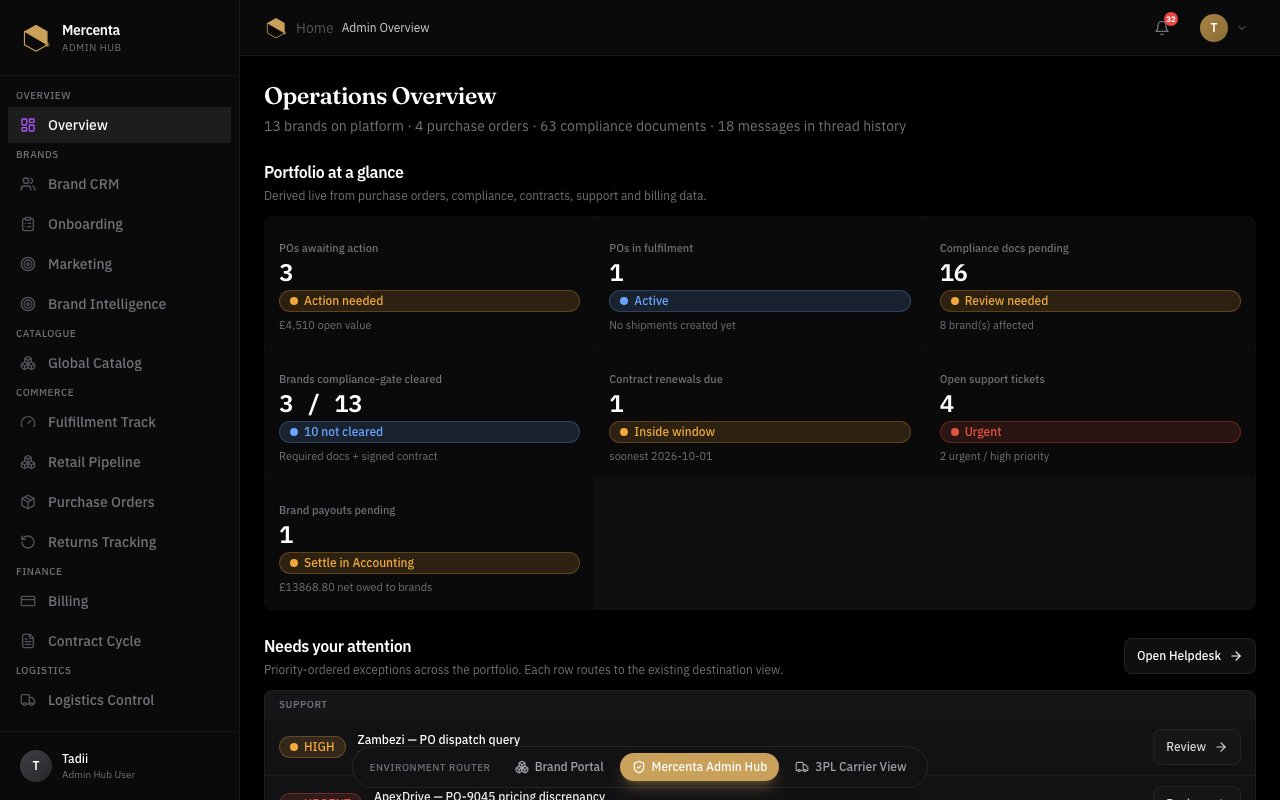 Mercenta
ADMIN HUB
OVERVIEW
Overview
BRANDS
Brand CRM
Onboarding
Marketing
Brand Intelligence
CATALOGUE
Global Catalog
COMMERCE
Fulfillment Track
Retail Pipeline
Purchase Orders
Returns Tracking
FINANCE
Billing
Contract Cycle
LOGISTICS
Logistics Control
T
Tadii
Admin Hub User
Home Admin Overview
32
T
Operations Overview
13 brands on platform · 4 purchase orders · 63 compliance documents · 18 messages in thread history
Portfolio at a glance
Derived live from purchase orders, compliance, contracts, support and billing data.
POs awaiting action
3
Action needed
£4,510 open value
POs in fulfilment
1
Active
No shipments created yet
Compliance docs pending
16
Review needed
8 brand(s) affected
Brands compliance-gate cleared
3 / 13
10 not cleared
Required docs + signed contract
Contract renewals due
1
Inside window
soonest 2026-10-01
Open support tickets
4
Urgent
2 urgent / high priority
Brand payouts pending
1
Settle in Accounting
£13868.80 net owed to brands
Needs your attention
Priority-ordered exceptions across the portfolio. Each row routes to the existing destination view.
Open Helpdesk
SUPPORT
HIGH
Zambezi — PO dispatch query
Review
ENVIRONMENT ROUTER
Brand Portal
Mercenta Admin Hub
3PL Carrier View
ApexDrive — PO-9045 pricing discrepancy